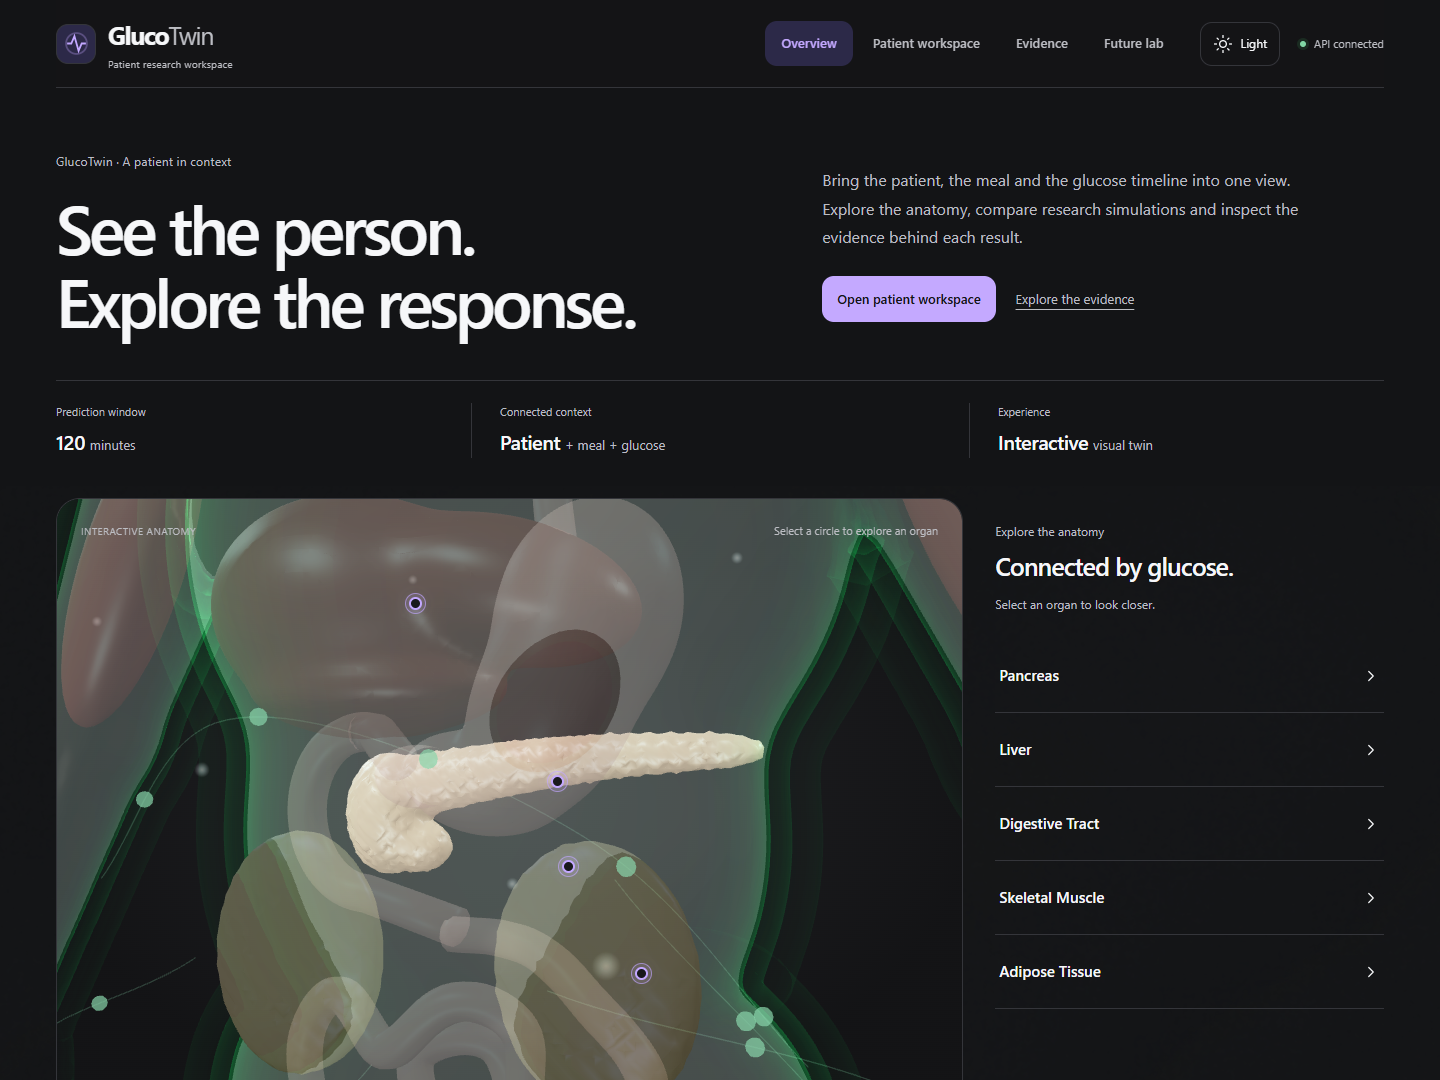 GlucoTwin
Patient research workspace
Overview
Patient workspace
Evidence
Future lab
Light
API connected
GlucoTwin · A patient in context
See the person.
Explore the response.
Bring the patient, the meal and the glucose timeline into one view.
Explore the anatomy, compare research simulations and inspect the
evidence behind each result.
Open patient workspace
Explore the evidence
Prediction window
120 minutes
Connected context
Patient + meal + glucose
Experience
Interactive visual twin
INTERACTIVE ANATOMY
Select a circle to explore an organ
Explore the anatomy
Connected by glucose.
Select an organ to look closer.
Pancreas
Liver
Digestive Tract
Skeletal Muscle
Adipose Tissue